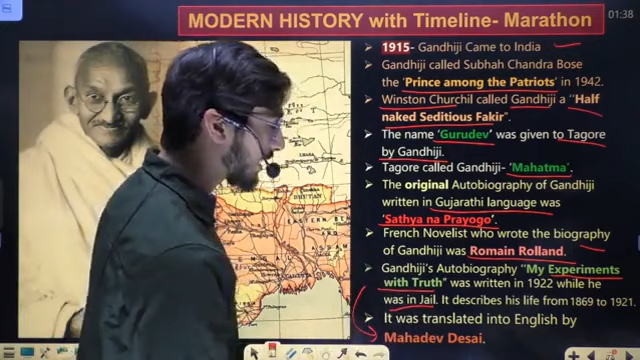 MODERN HISTORY with Timeline- Marathon
01:38
1915- Gandhiji Came to India
Gandhiji called Subhah Chandra Bose
the 'Prince among the Patriots' in 1942.
Winston Churchil called Gandhiji a "Half
naked Seditious Fakir".
The name 'Gurudev' was given to Tagore
by Gandhiji.
Tagore called Gandhiji- 'Mahatma'.
The original Autobiography of Gandhiji
written in Gujarathi language was
'Sathya na Prayogo'.
French Novelist who wrote the biography
of Gandhiji was Romain Rolland.
Gandhiji's Autobiography "My Experiments
with Truth" was written in 1922 while he
was in Jail. It describes his life from 1869 to 1921.
It was translated into English by
Mahadev Desai.
BHUTAN